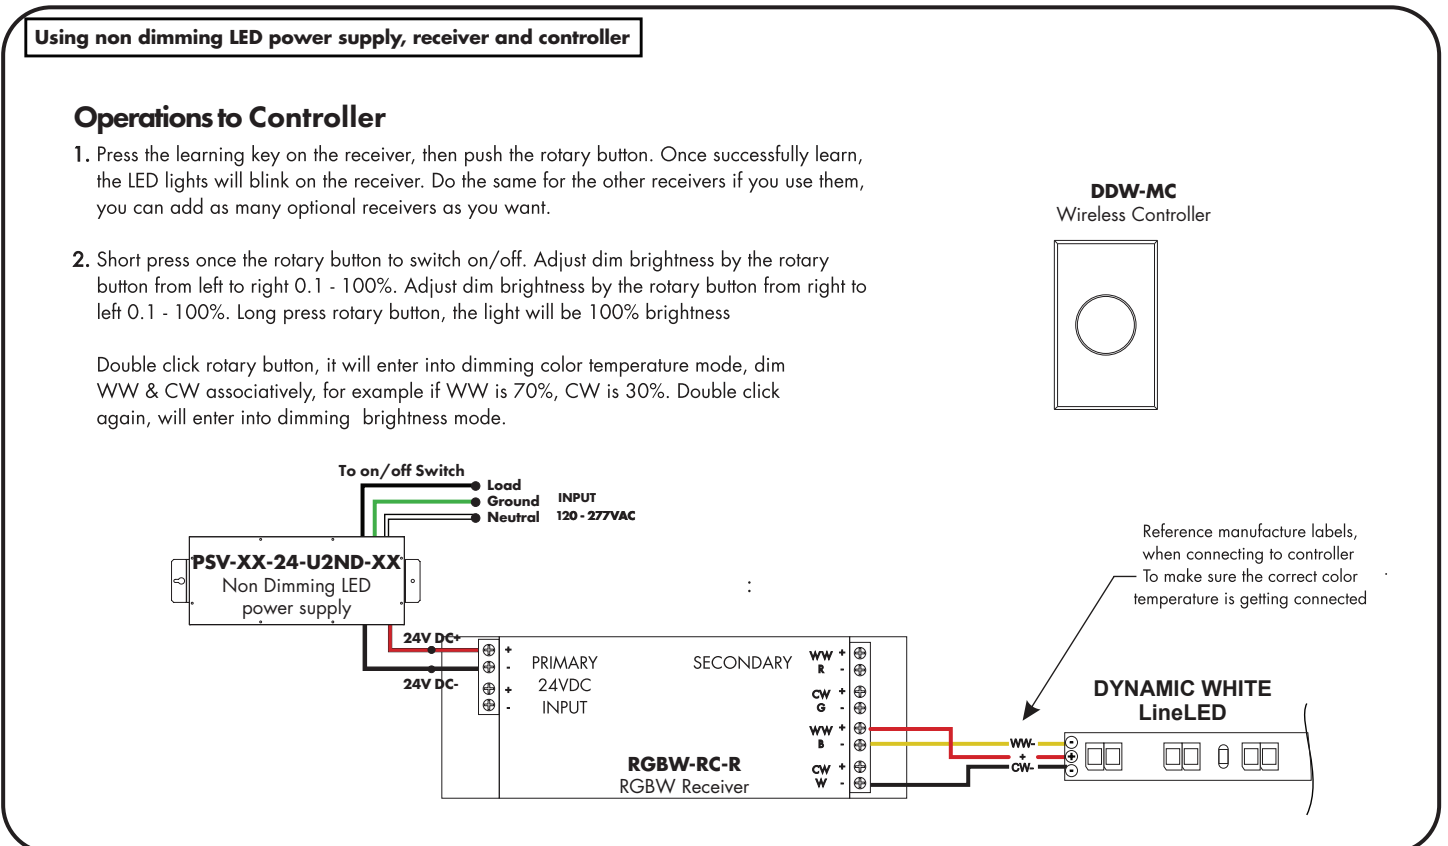 Using non dimming LED power supply, receiver and controller
Operations to Controller
1. Press the learning key on the receiver, then push the rotary button. Once successfully learn,
the LED lights will blink on the receiver. Do the same for the other receivers if you use them,
you can add as many optional receivers as you want.
2. Short press once the rotary button to switch on/off. Adjust dim brightness by the rotary
button from left to right 0.1 - 100%. Adjust dim brightness by the rotary button from right to
left 0.1 - 100%. Long press rotary button, the light will be 100% brightness
Double click rotary button, it will enter into dimming color temperature mode, dim
WW & CW associatively, for example if WW is 70%, CW is 30%. Double click
again, will enter into dimming brightness mode.
DDW-MC
Wireless Controller
To on/off Switch
Load
Ground
Neutral
INPUT
120 - 277VAC
PSV-XX-24-U2ND-XX
Non Dimming LED
power supply
:
24V DC+
24V DC-
+
-
+
-
PRIMARY
24VDC
INPUT
SECONDARY
WW +
R -
CW +
G -
WW +
B -
CW +
W -
RGBW-RC-R
RGBW Receiver
Reference manufacture labels,
when connecting to controller
To make sure the correct color
temperature is getting connected
DYNAMIC WHITE
LineLED
WW- -
+ +
CW- -